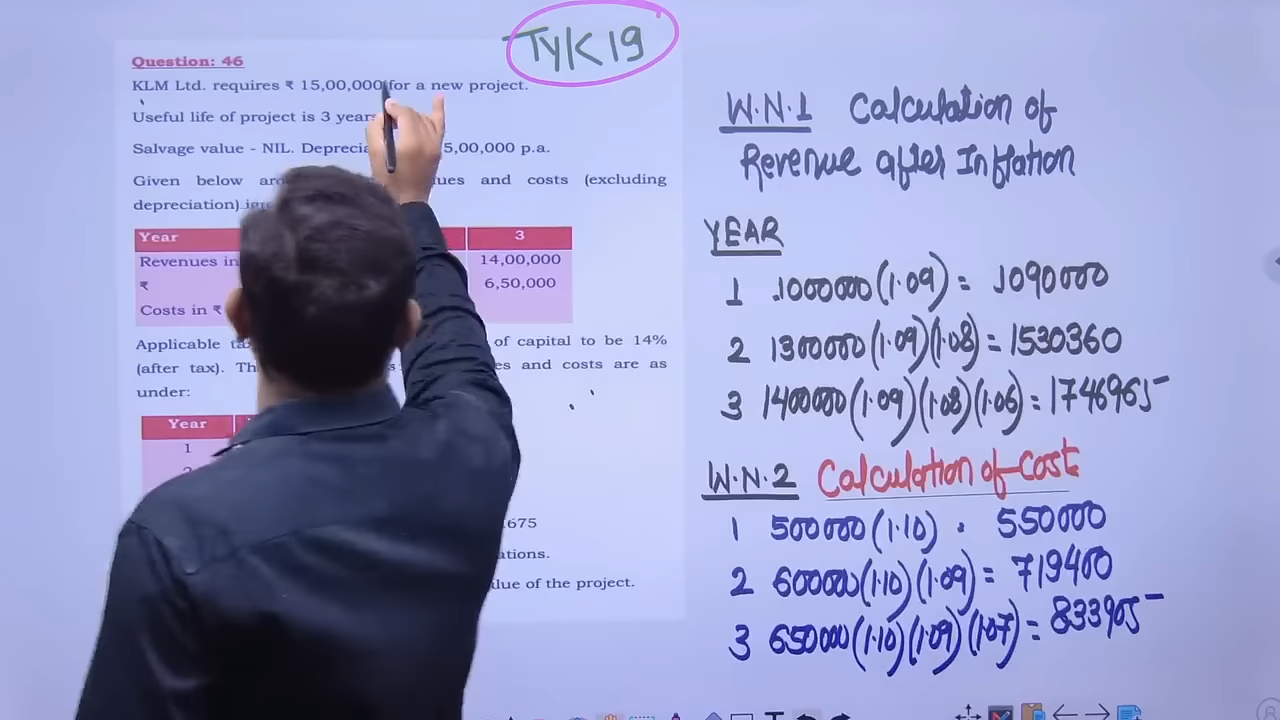 TYK19
Question: 46
KLM Ltd. requires ₹ 15,00,000 for a new project.
Useful life of project is 3 years
Salvage value - NIL. Deprecia 5,00,000 p.a.
Given below are ues and costs (excluding
depreciation)
Year 3
Revenues in 14,00,000
₹ 6,50,000
Costs in ₹
Applicable ta of capital to be 14%
(after tax). Th es and costs are as
under:
Year
1
675
ations.
lue of the project.
W.N.1 Calculation of
Revenue after Inflation
YEAR
1 1000000(1.09) = 1090000
2 1300000(1.09)(1.08) = 1530360
3 1400000(1.09)(1.08)(1.06) = 1746965-
W.N.2 Calculation of Costs
1 500000(1.10) . 550000
2 600000(1.10)(1.09) = 719400
3 650000(1.10)(1.09)(1.07) = 833905-